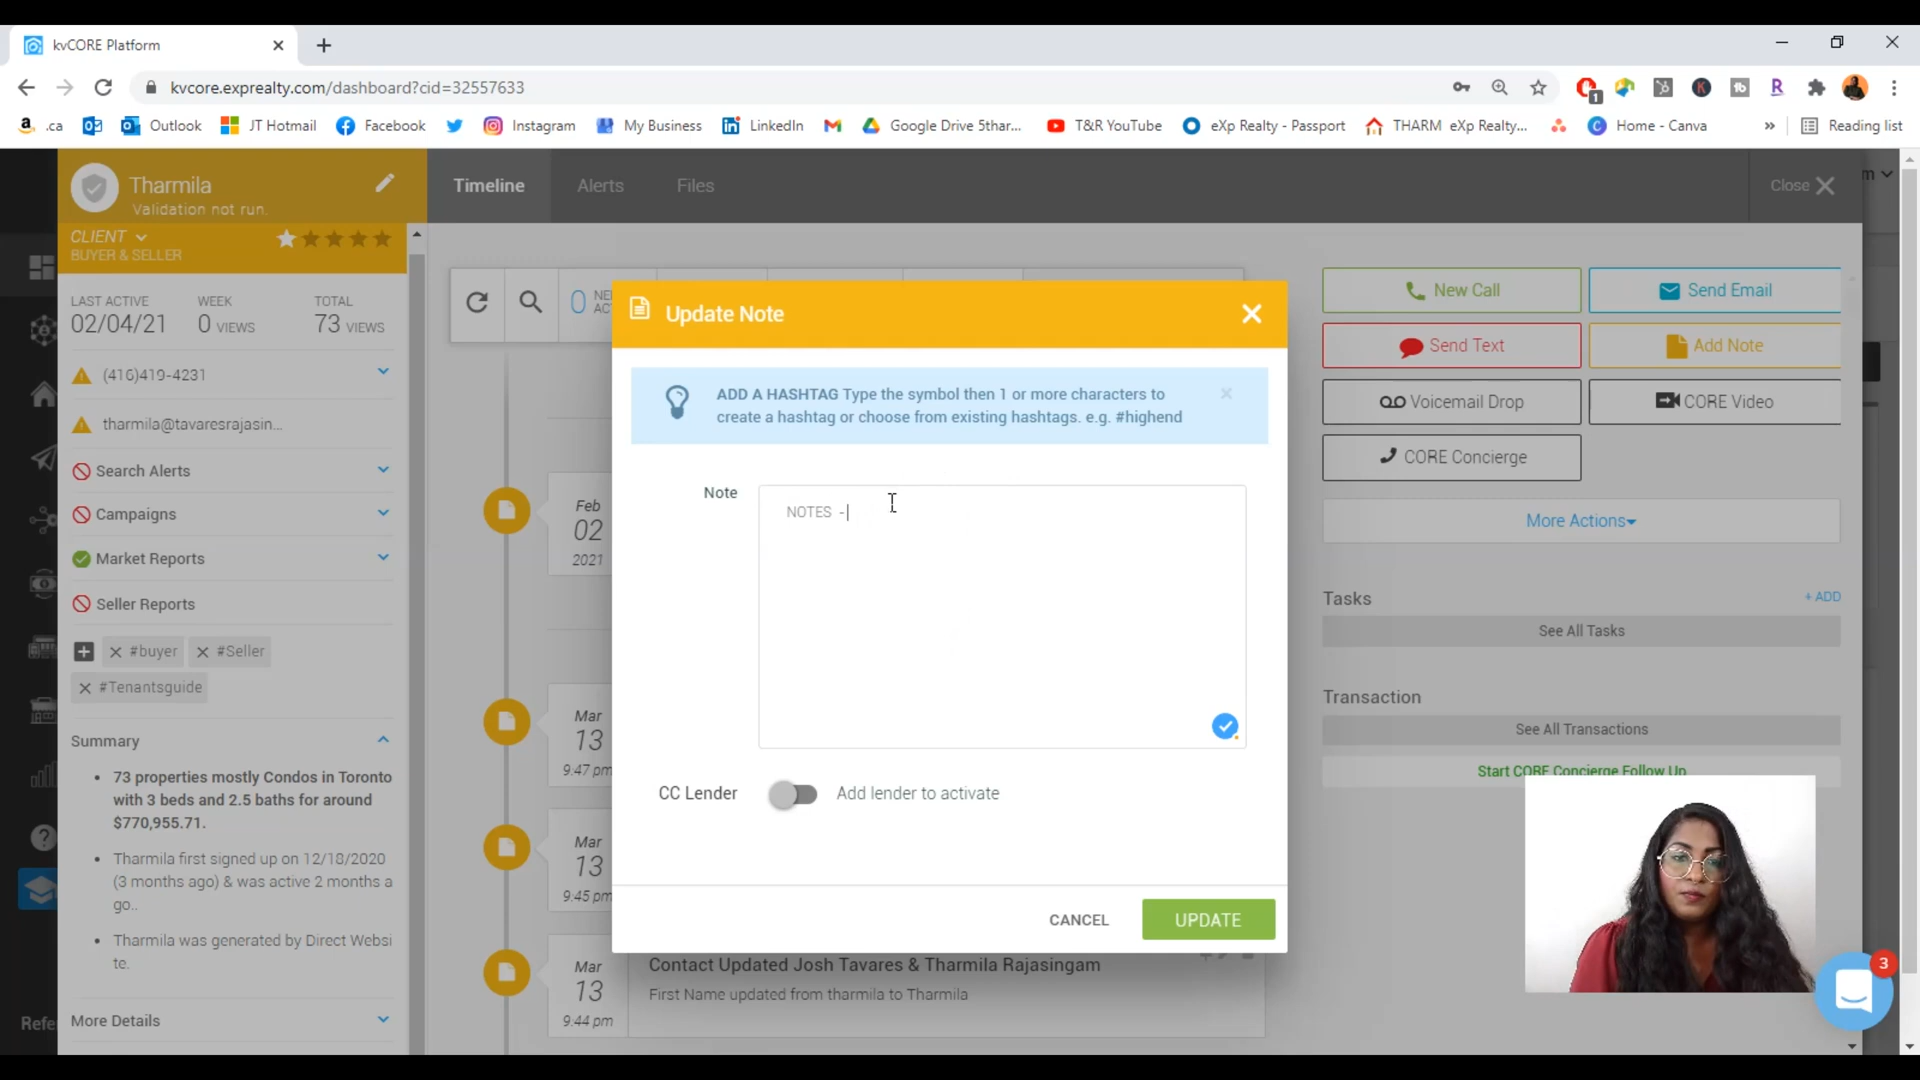 kvCORE Platform
kvcore.exprealty.com/dashboard?cid=32557633
.ca
Outlook
JT Hotmail
Facebook
Instagram
My Business
LinkedIn
Google Drive 5thar...
T&R YouTube
eXp Realty - Passport
THARM eXp Realty...
Home - Canva
»
Reading list
Tharmila
Validation not run.
CLIENT
BUYER & SELLER
LAST ACTIVE
02/04/21
WEEK
0 VIEWS
TOTAL
73 VIEWS
(416)419-4231
tharmila@tavaresrajasin...
Search Alerts
Campaigns
Market Reports
Seller Reports
#buyer
#Seller
#Tenantsguide
Summary
• 73 properties mostly Condos in Toronto
with 3 beds and 2.5 baths for around
$770,955.71.
• Tharmila first signed up on 12/18/2020
(3 months ago) & was active 2 months a
go..
• Tharmila was generated by Direct Websi
te.
Refe
More Details
Timeline
Alerts
Files
Close
m
0 NE
AC
Feb
02
2021
Mar
13
9:47 pm
Mar
13
9:45 pm
Mar
13
9:44 pm
Update Note
ADD A HASHTAG Type the symbol then 1 or more characters to
create a hashtag or choose from existing hashtags. e.g. #highend
Note
NOTES -
CC Lender
Add lender to activate
CANCEL
UPDATE
Contact Updated Josh Tavares & Tharmila Rajasingam
First Name updated from tharmila to Tharmila
New Call
Send Email
Send Text
Add Note
Voicemail Drop
CORE Video
CORE Concierge
More Actions
Tasks
+ ADD
See All Tasks
Transaction
See All Transactions
Start CORE Concierge Follow Up
3